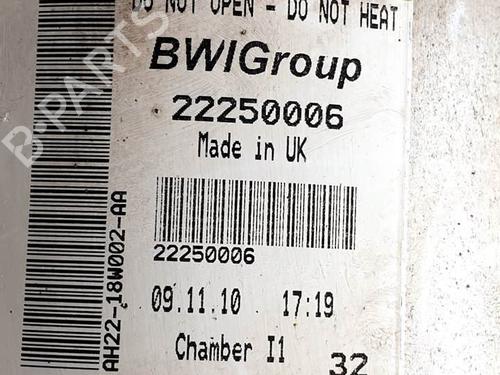 DO NOT OPEN - DO NOT HEAT
BWIGroup
22250006
Made in UK
22250006
09.11.10 17:19
Chamber I1
32
AH22-18W002-AA
B-PARTS